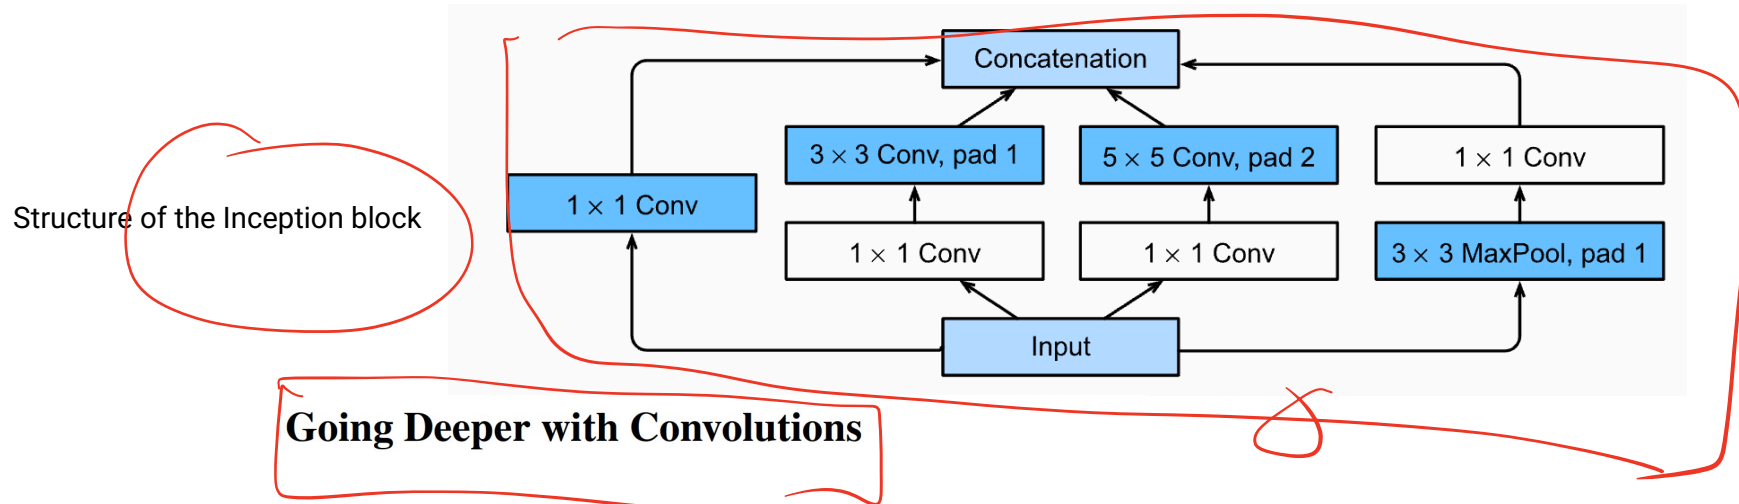 Concatenation
3 × 3 Conv, pad 1
5 × 5 Conv, pad 2
1 × 1 Conv
1 × 1 Conv
Structure of the Inception block
1 × 1 Conv
1 × 1 Conv
3 × 3 MaxPool, pad 1
Input
Going Deeper with Convolutions